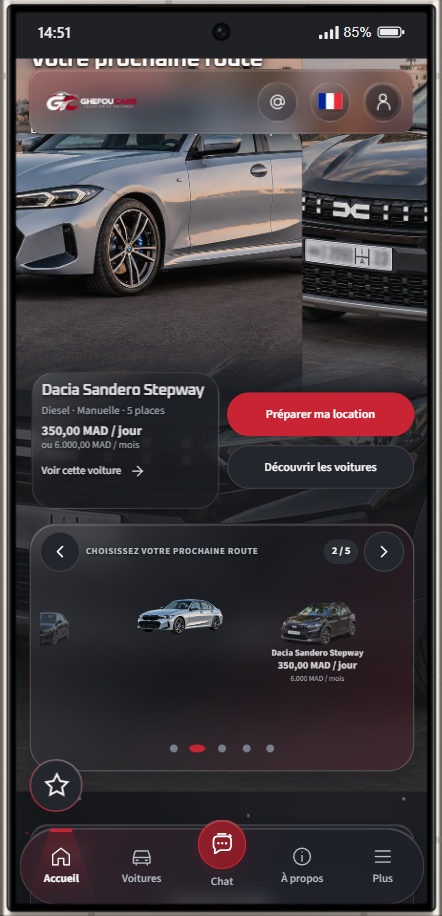 14:51
85%
Votre prochaine route
GHEFOUCARS
Dacia Sandero Stepway
Diesel · Manuelle · 5 places
350,00 MAD / jour
ou 6.000,00 MAD / mois
Voir cette voiture
Préparer ma location
Découvrir les voitures
CHOISISSEZ VOTRE PROCHAINE ROUTE
2 / 5
Dacia Sandero Stepway
350,00 MAD / jour
6.000 MAD / mois
Accueil
Voitures
Chat
À propos
Plus